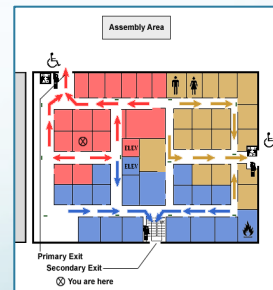 Assembly Area
ELEV
ELEV
Primary Exit
Secondary Exit
You are here